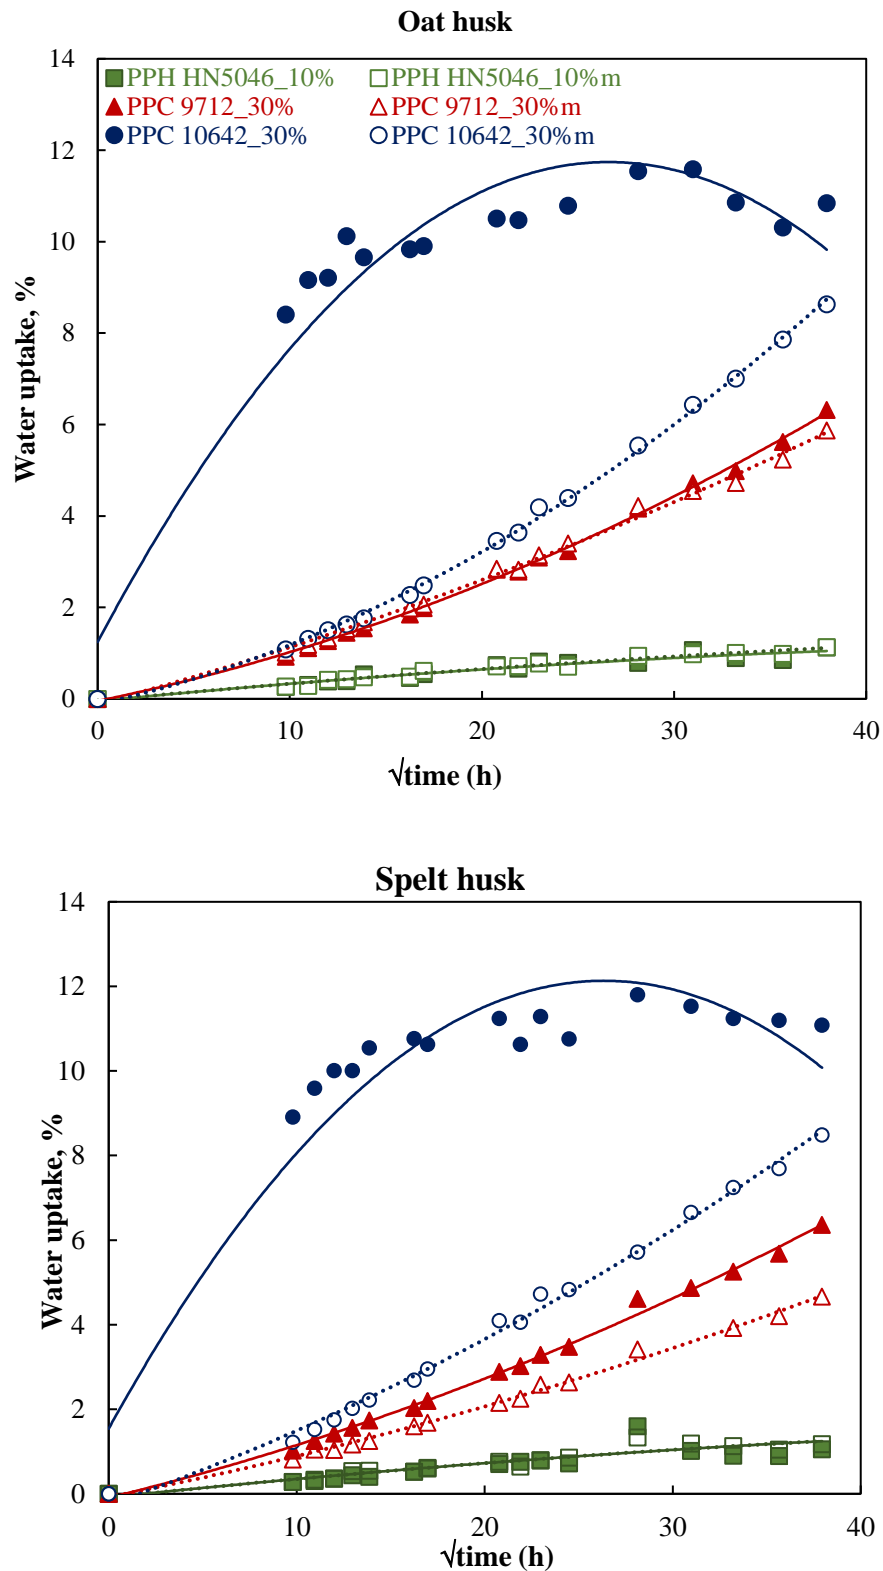 Oat husk
14
PPH HN5046_10% PPH HN5046_10%m
PPC 9712_30% PPC 9712_30%m
PPC 10642_30% PPC 10642_30%m
12
10
8
6
4
2
0
Water uptake, %
0 10 20 30 40
√time (h)
Spelt husk
14
12
10
8
6
4
2
0
Water uptake, %
0 10 20 30 40
√time (h)